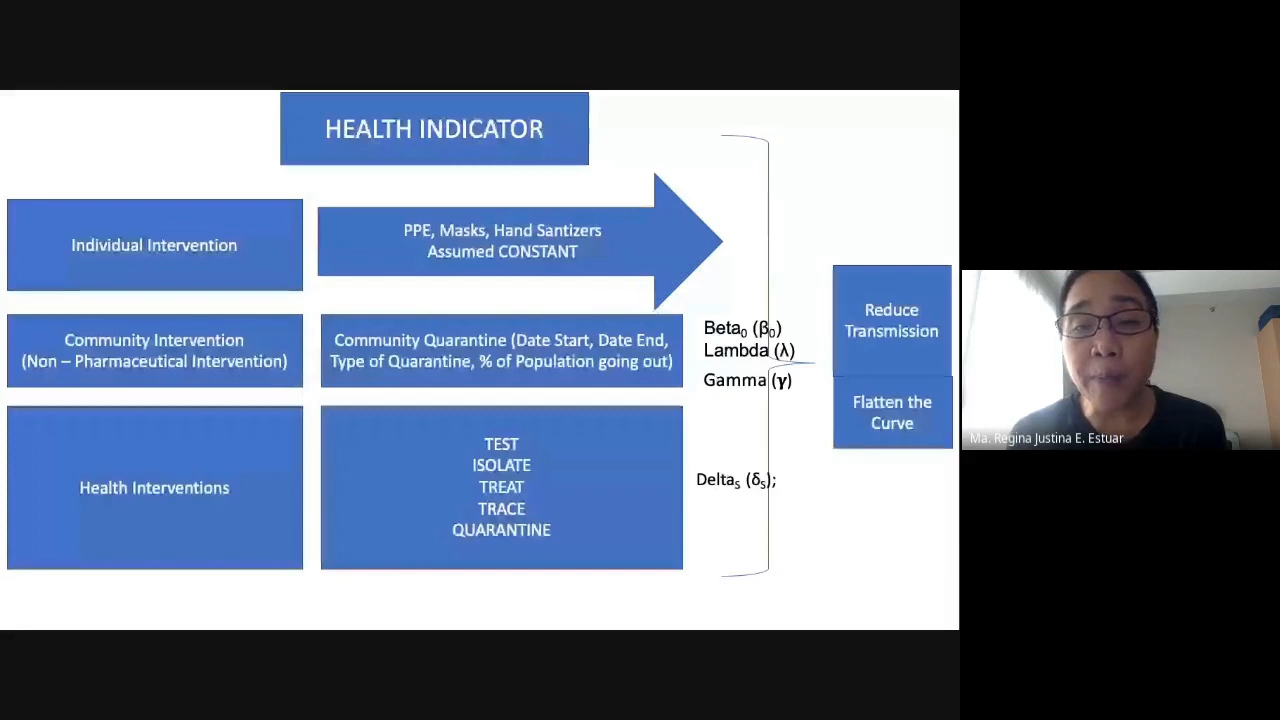 HEALTH INDICATOR
Individual Intervention
PPE, Masks, Hand Santizers
Assumed CONSTANT
Community Intervention
(Non – Pharmaceutical Intervention)
Community Quarantine (Date Start, Date End,
Type of Quarantine, % of Population going out)
Beta₀ (β₀)
Lambda (λ)
Gamma (γ)
Health Interventions
TEST
ISOLATE
TREAT
TRACE
QUARANTINE
Deltaₛ (δₛ);
Reduce
Transmission
Flatten the
Curve
Ma. Regina Justina E. Estuar